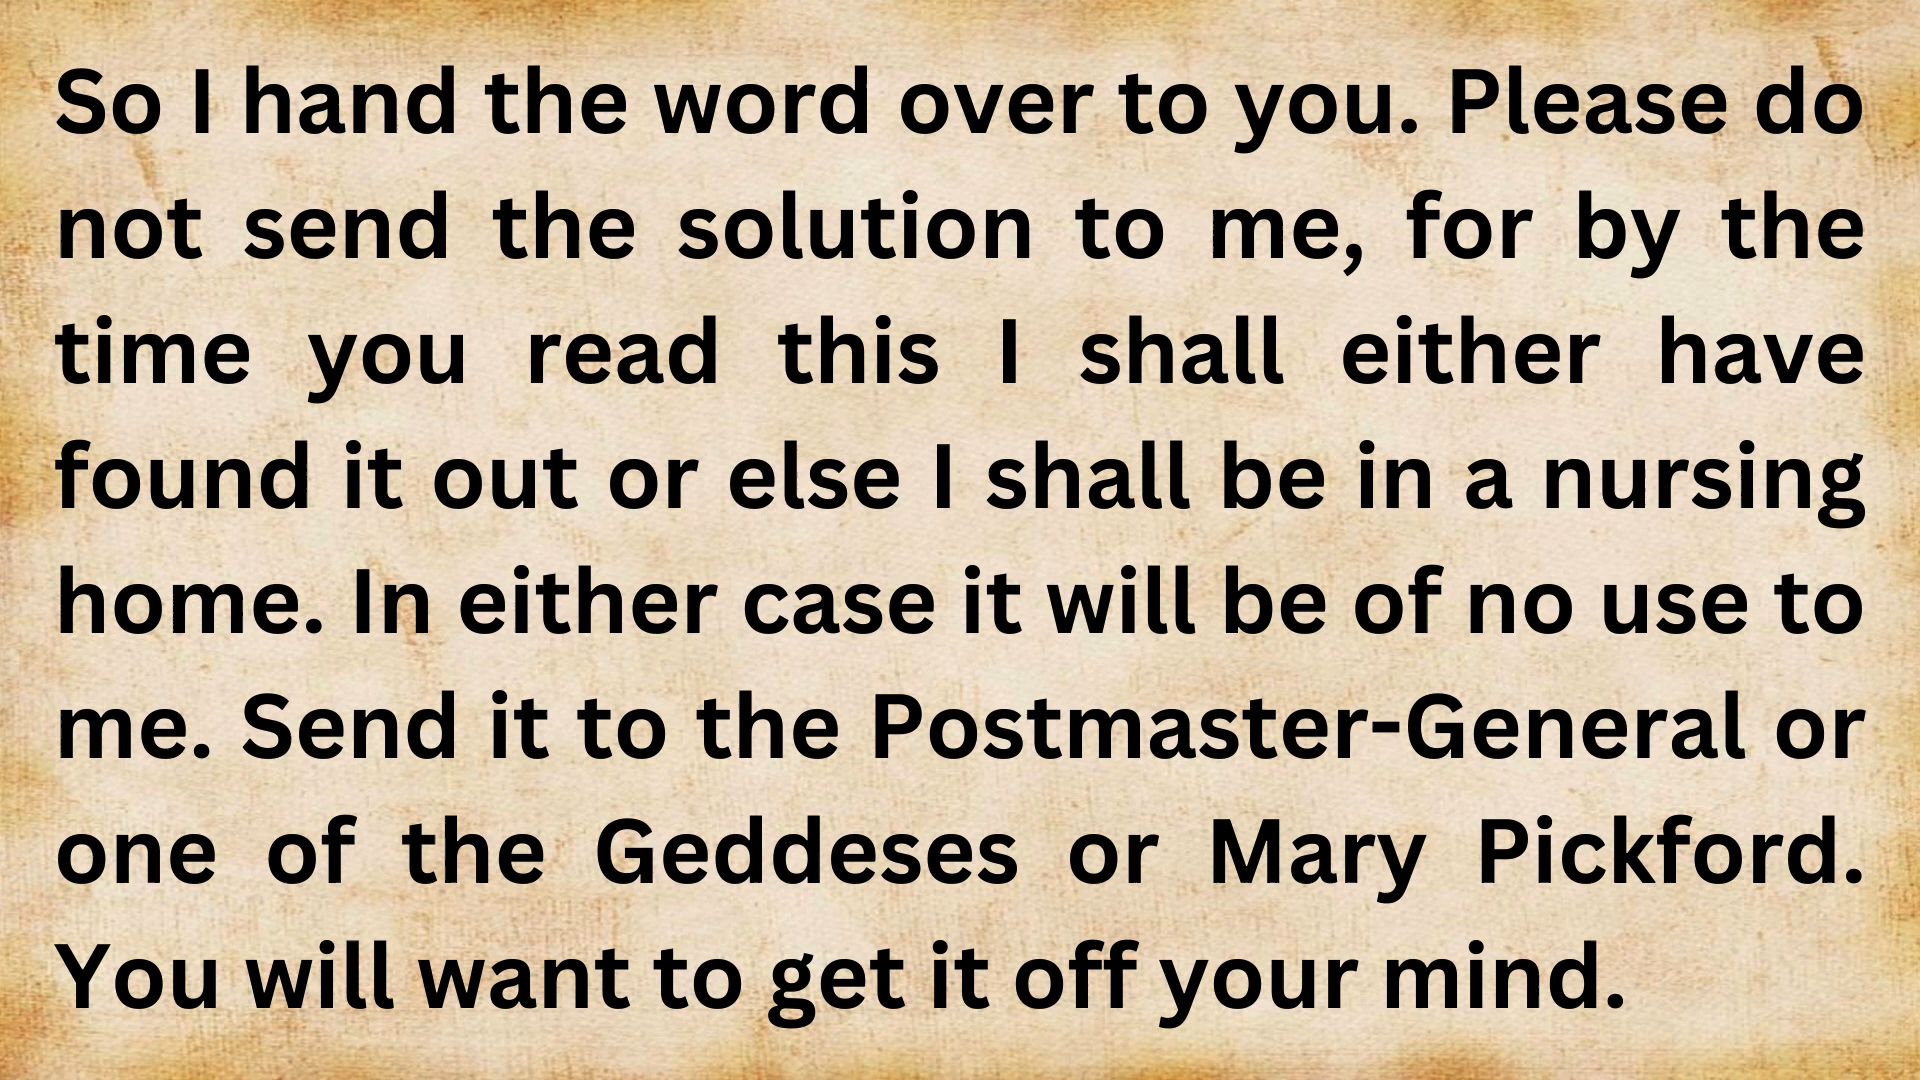 So I hand the word over to you. Please do
not send the solution to me, for by the
time you read this I shall either have
found it out or else I shall be in a nursing
home. In either case it will be of no use to
me. Send it to the Postmaster-General or
one of the Geddeses or Mary Pickford.
You will want to get it off your mind.